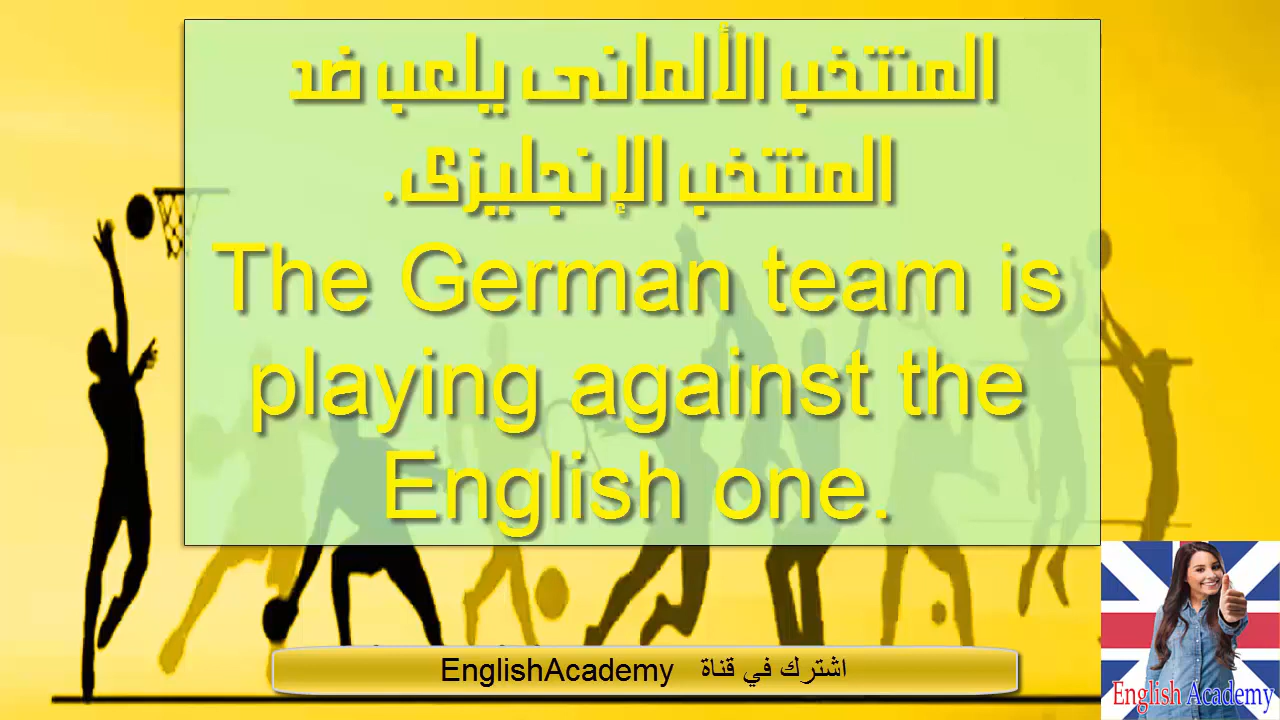 المنتخب الألمانى يلعب ضد
المنتخب الإنجليزى.
The German team is
playing against the
English one.
اشترك في قناة EnglishAcademy
English Academy